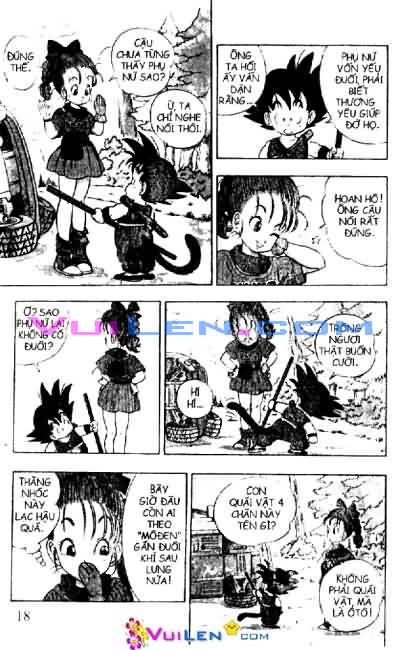 ĐÚNG
THẾ.
CẬU
CHƯA TỪNG
THẤY PHỤ
NỮ SAO?
Ừ, TA
CHỈ NGHE
NÓI THÔI.
ÔNG
TA HỒI
ẤY VẪN
DẶN
RẰNG...
PHỤ NỮ
VỐN YẾU
ĐUỐI, PHẢI
BIẾT
THƯƠNG
YÊU GIÚP
ĐỠ HỌ.
HOAN HÔ!
ÔNG CẬU
NÓI RẤT
ĐÚNG.
Ơ? SAO
PHỤ NỮ LẠI
KHÔNG CÓ
ĐUÔI?
TRÔNG
NGƯƠI
THẬT BUỒN
CƯỜI.
HÌ
HÌ...
VUILEN.COM
THẰNG
NHÓC
NÀY
LẠC HẬU
QUÁ.
BÂY
GIỜ ĐÂU
CÒN AI
THEO
"MÔĐEN"
GẮN ĐUÔI
KHỈ SAU
LƯNG
NỮA!
CON
QUÁI VẬT 4
CHÂN NÀY
TÊN GÌ?
KHÔNG
PHẢI QUÁI
VẬT, MÀ
LÀ ÔTÔ!
18
VUILEN.COM